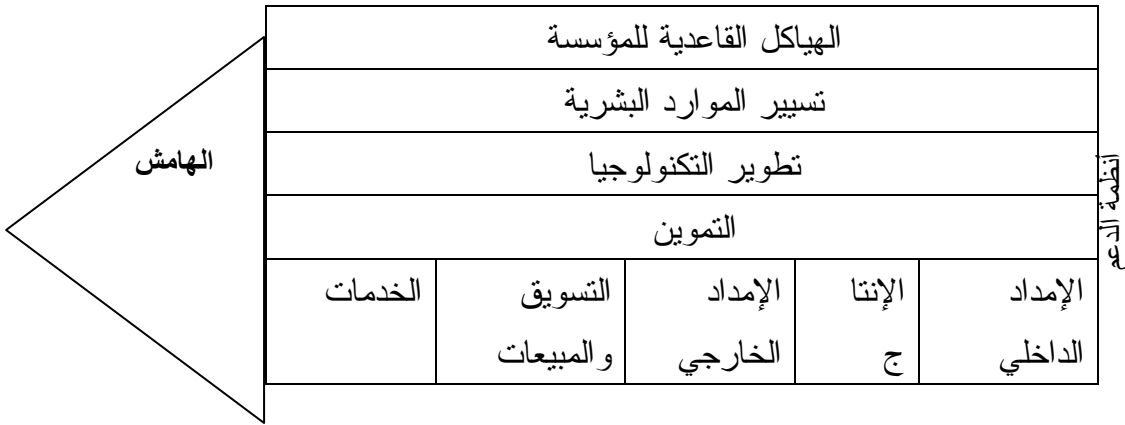 الهياكل القاعدية للمؤسسة
تسيير الموارد البشرية
تطوير التكنولوجيا
التموين
أنظمة الدعم
الهامش
الإمداد
الداخلي
الإنتا
ج
الإمداد
الخارجي
التسويق
والمبيعات
الخدمات